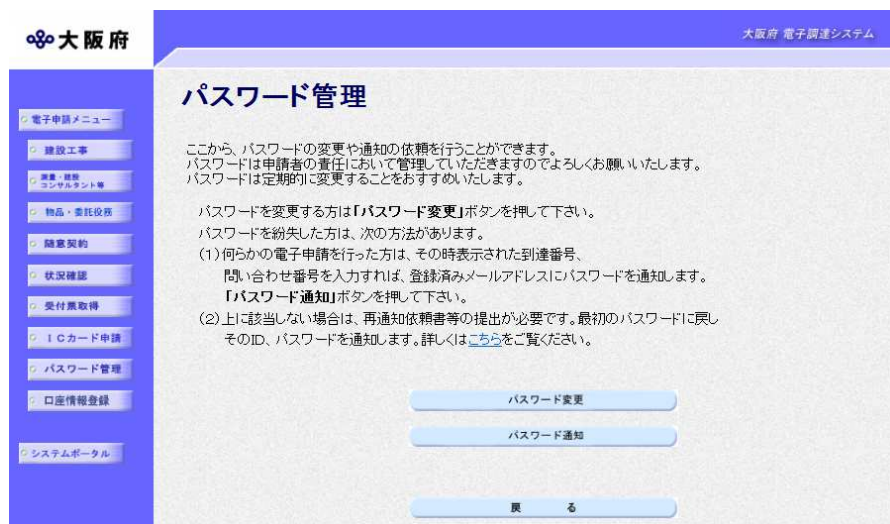 大阪府
大阪府 電子調達システム
電子申請メニュー
建設工事
測量・建設
コンサルタント等
物品・委託役務
随意契約
状況確認
受付票取得
ICカード申請
パスワード管理
口座情報登録
システムポータル
パスワード管理
ここから、パスワードの変更や通知の依頼を行うことができます。
パスワードは申請者の責任において管理していただきますのでよろしくお願いいたします。
パスワードは定期的に変更することをおすすめいたします。
パスワードを変更する方は「パスワード変更」ボタンを押して下さい。
パスワードを紛失した方は、次の方法があります。
(1)何らかの電子申請を行った方は、その時表示された到達番号、
問い合わせ番号を入力すれば、登録済みメールアドレスにパスワードを通知します。
「パスワード通知」ボタンを押して下さい。
(2)上に該当しない場合は、再通知依頼書等の提出が必要です。最初のパスワードに戻し
そのID、パスワードを通知します。詳しくはこちらをご覧ください。
パスワード変更
パスワード通知
戻 る